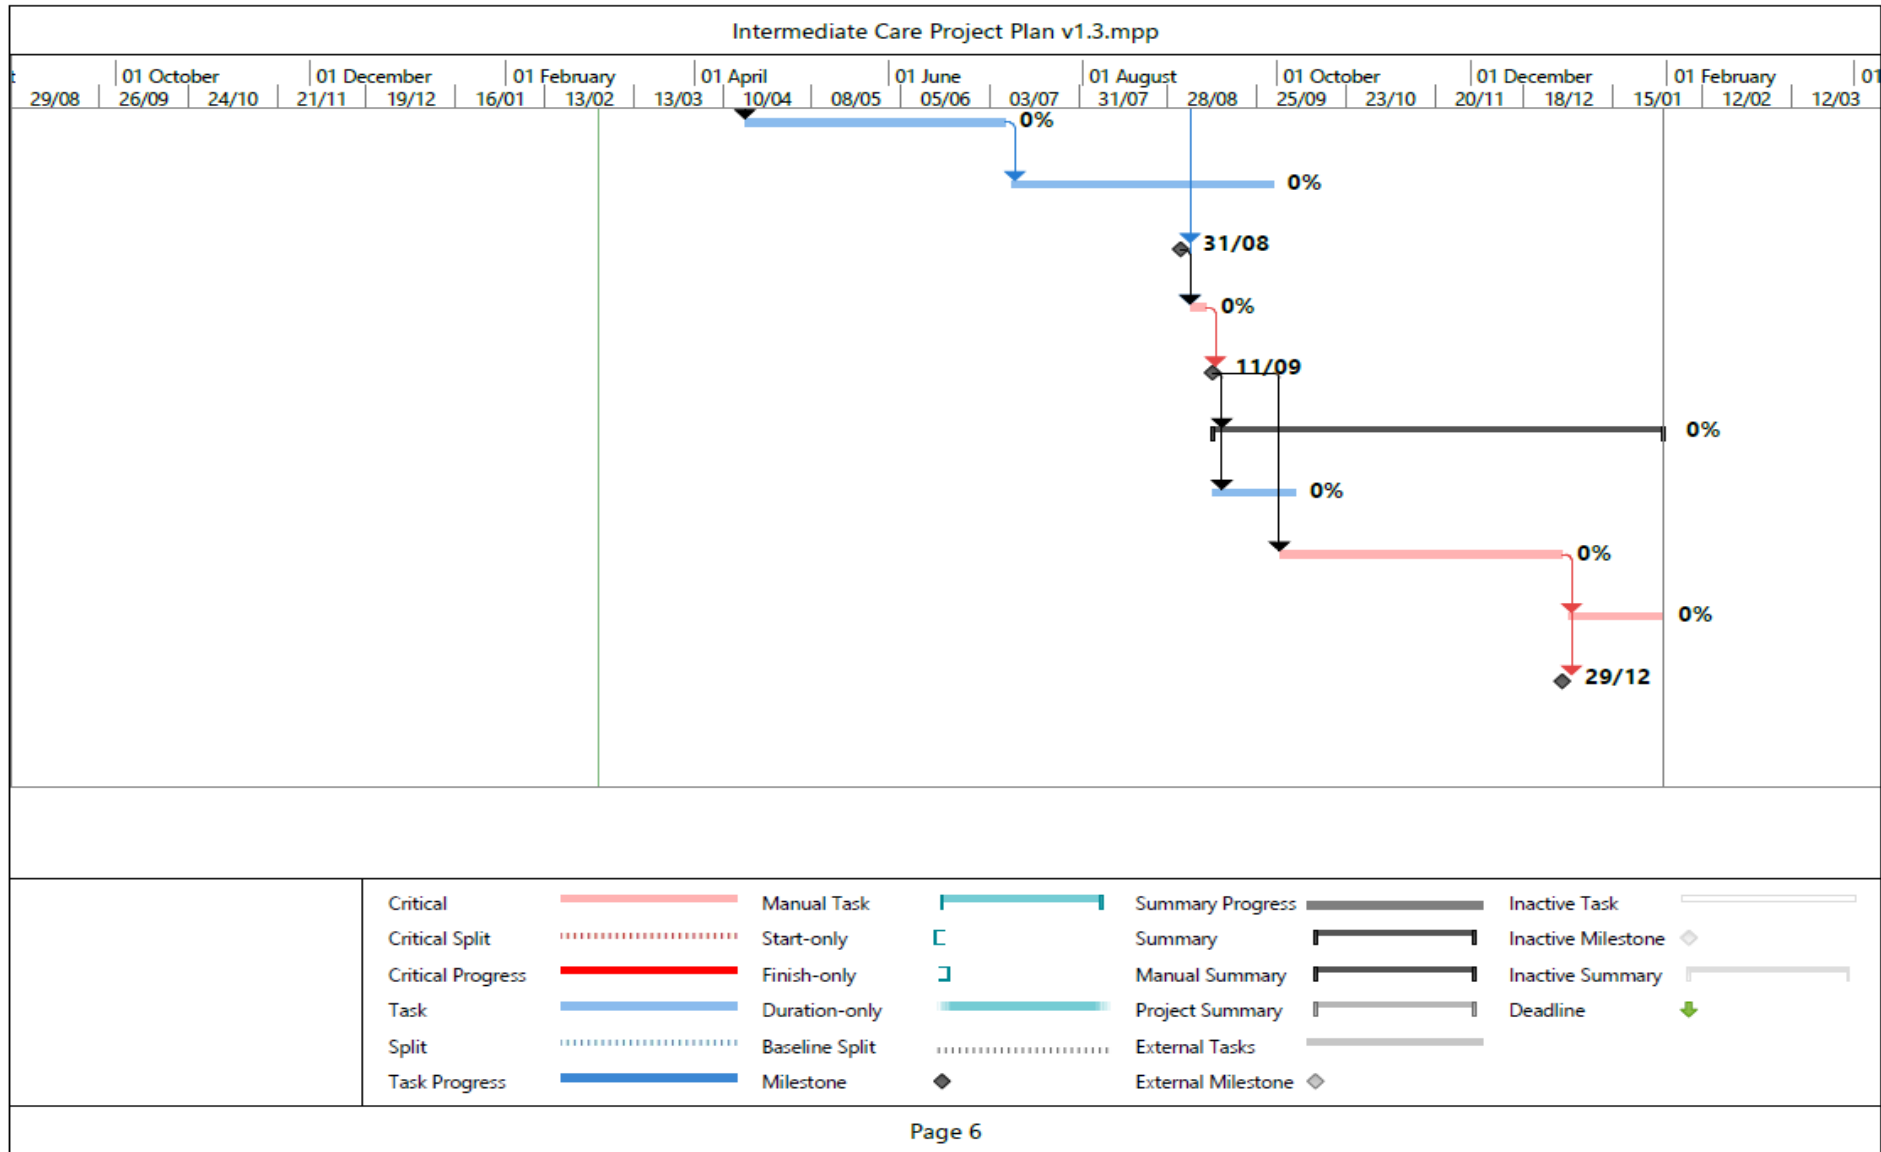 Intermediate Care Project Plan v1.3.mpp
t 01 October 01 December 01 February 01 April 01 June 01 August 01 October 01 December 01 February 01
29/08 26/09 24/10 21/11 19/12 16/01 13/02 13/03 10/04 08/05 05/06 03/07 31/07 28/08 25/09 23/10 20/11 18/12 15/01 12/02 12/03
0%
0%
31/08
0%
11/09
0%
0%
0%
0%
29/12
Critical Manual Task Summary Progress Inactive Task
Critical Split Start-only Summary Inactive Milestone
Critical Progress Finish-only Manual Summary Inactive Summary
Task Duration-only Project Summary Deadline
Split Baseline Split External Tasks
Task Progress Milestone External Milestone
Page 6